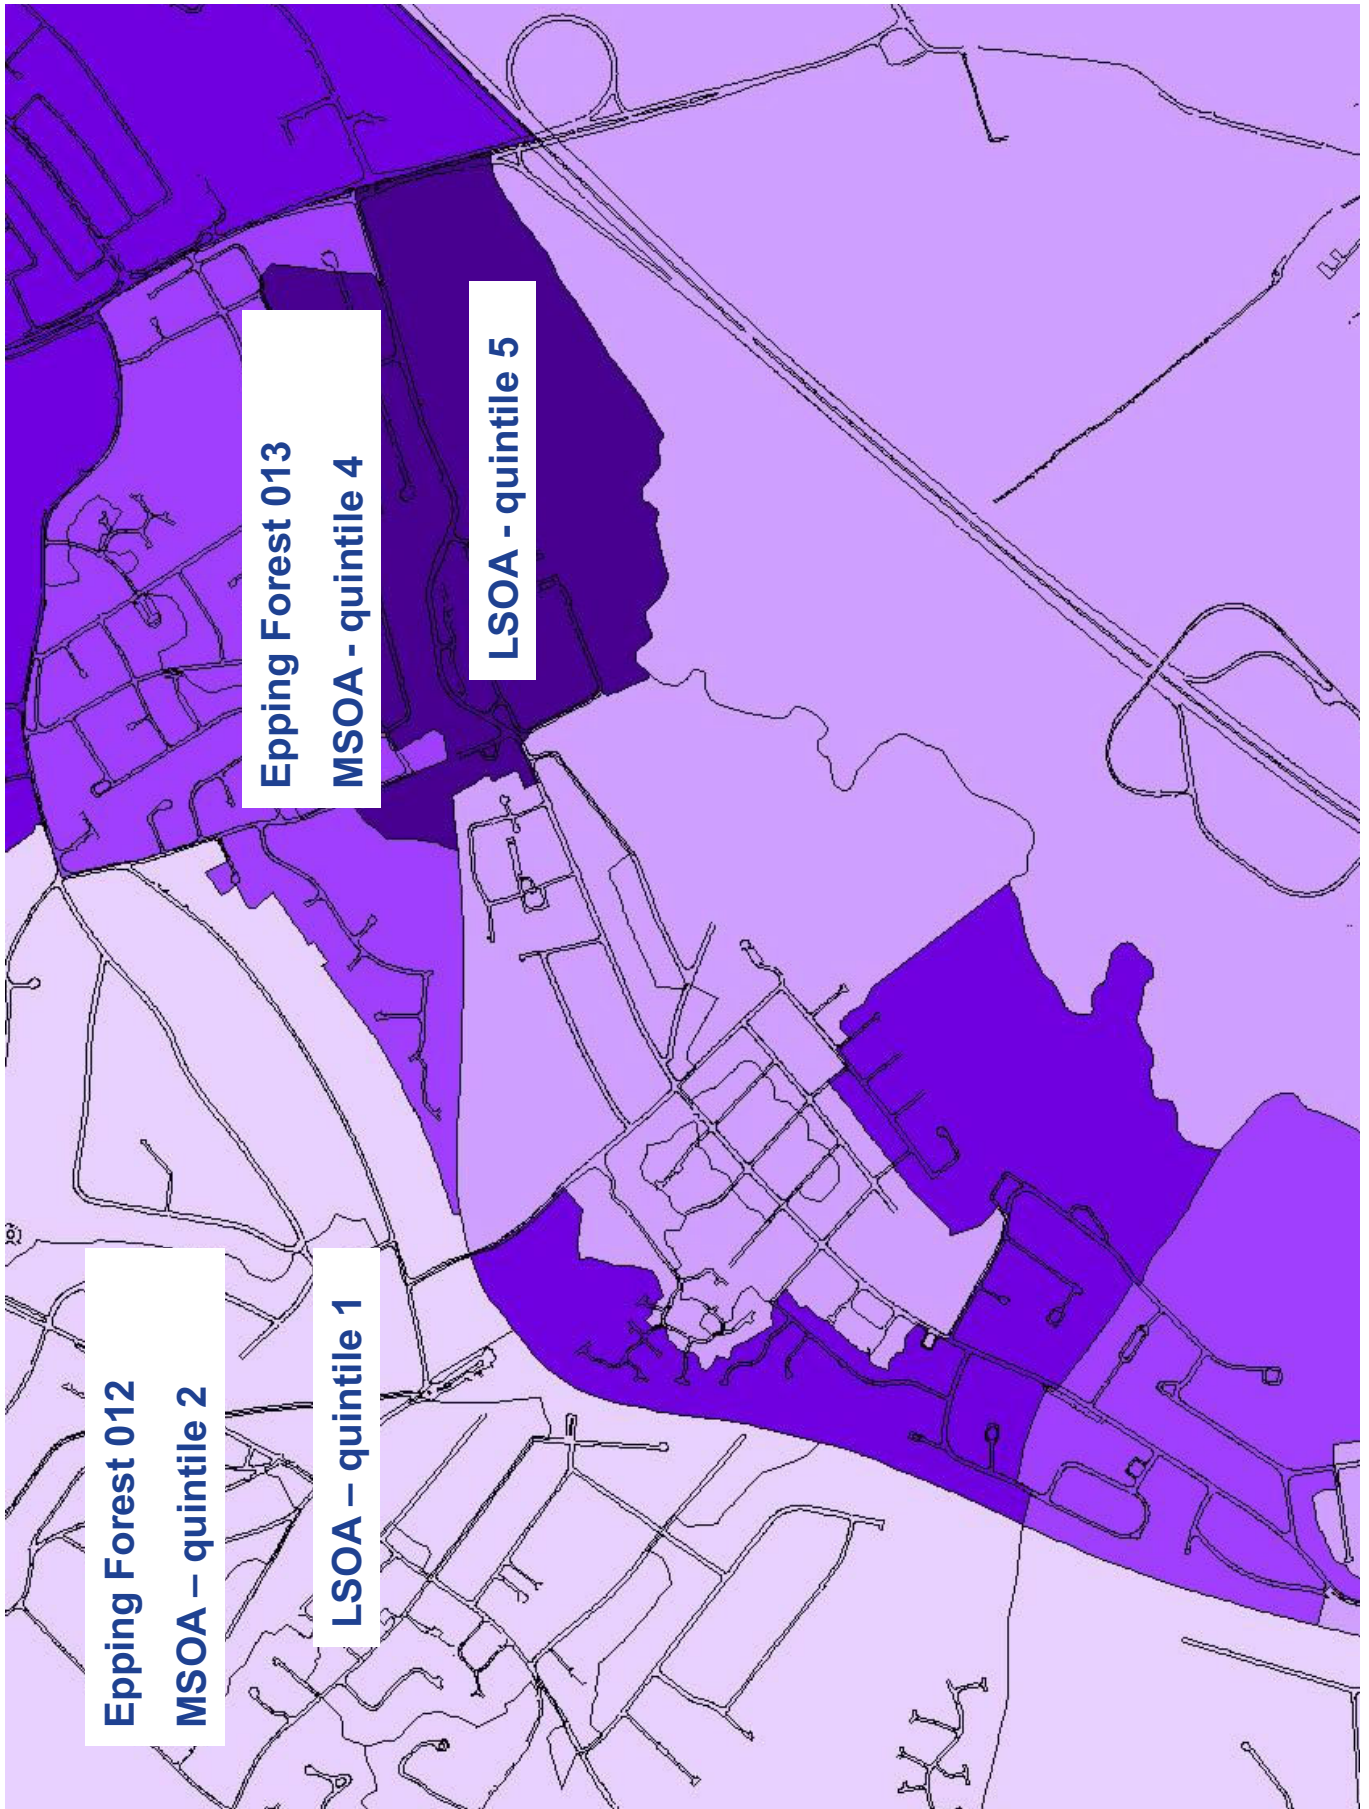 Epping Forest 012
MSOA – quintile 2
LSOA – quintile 1
Epping Forest 013
MSOA - quintile 4
LSOA - quintile 5